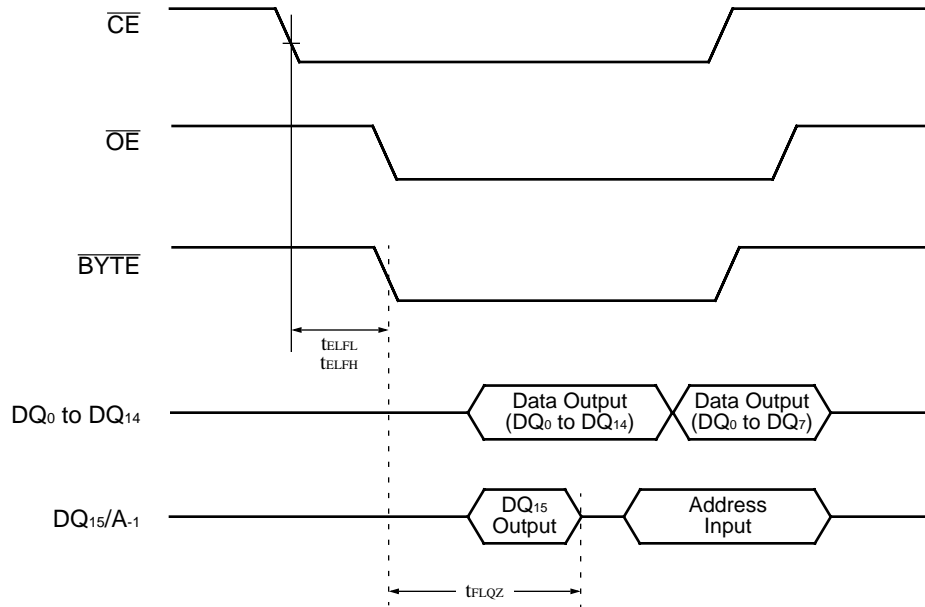 CE
OE
BYTE
tELFL
tELFH
DQ0 to DQ14
Data Output
(DQ0 to DQ14)
Data Output
(DQ0 to DQ7)
DQ15/A-1
DQ15
Output
Address
Input
tFLQZ